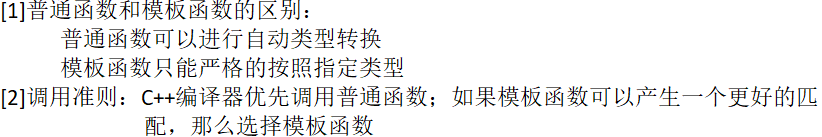 [1]普通函数和模板函数的区别：
普通函数可以进行自动类型转换
模板函数只能严格的按照指定类型
[2]调用准则：C++编译器优先调用普通函数；如果模板函数可以产生一个更好的匹
配，那么选择模板函数